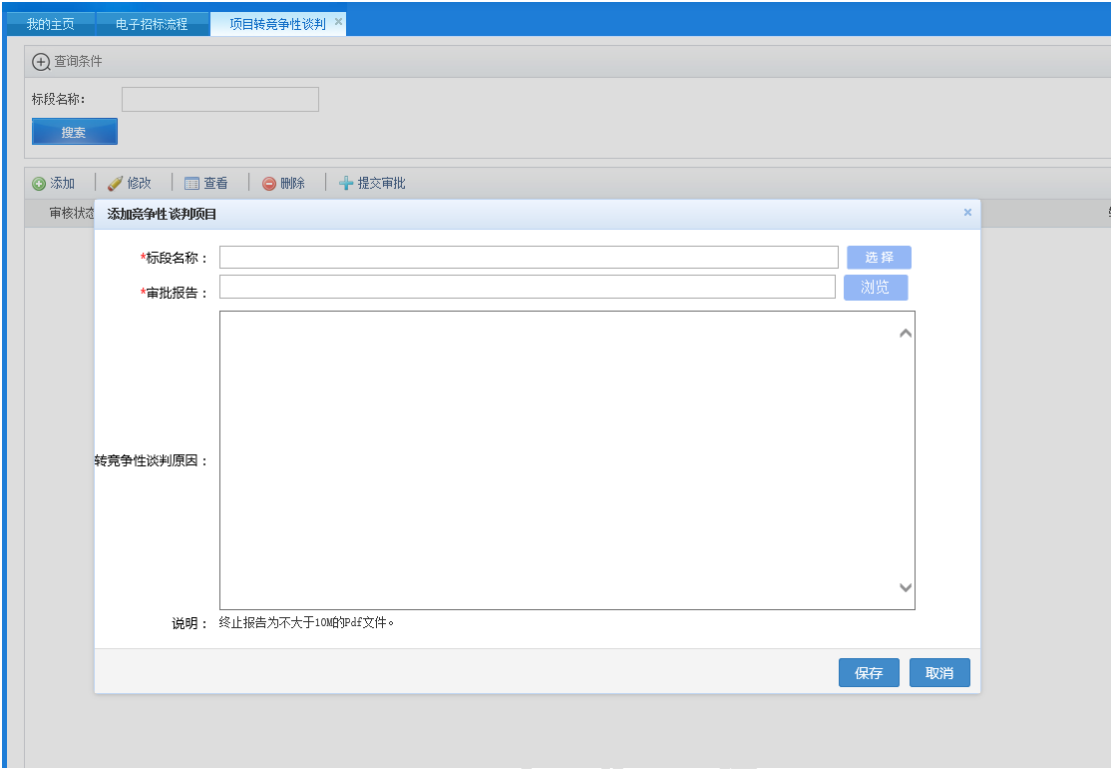 我的主页 电子招标流程 项目转竞争性谈判
查询条件
标段名称:
搜索
添加 修改 查看 删除 提交审批
审核状态
添加竞争性谈判项目
*标段名称： 选择
*审批报告： 浏览
转竞争性谈判原因：
说明： 终止报告为不大于10M的Pdf文件。
保存 取消